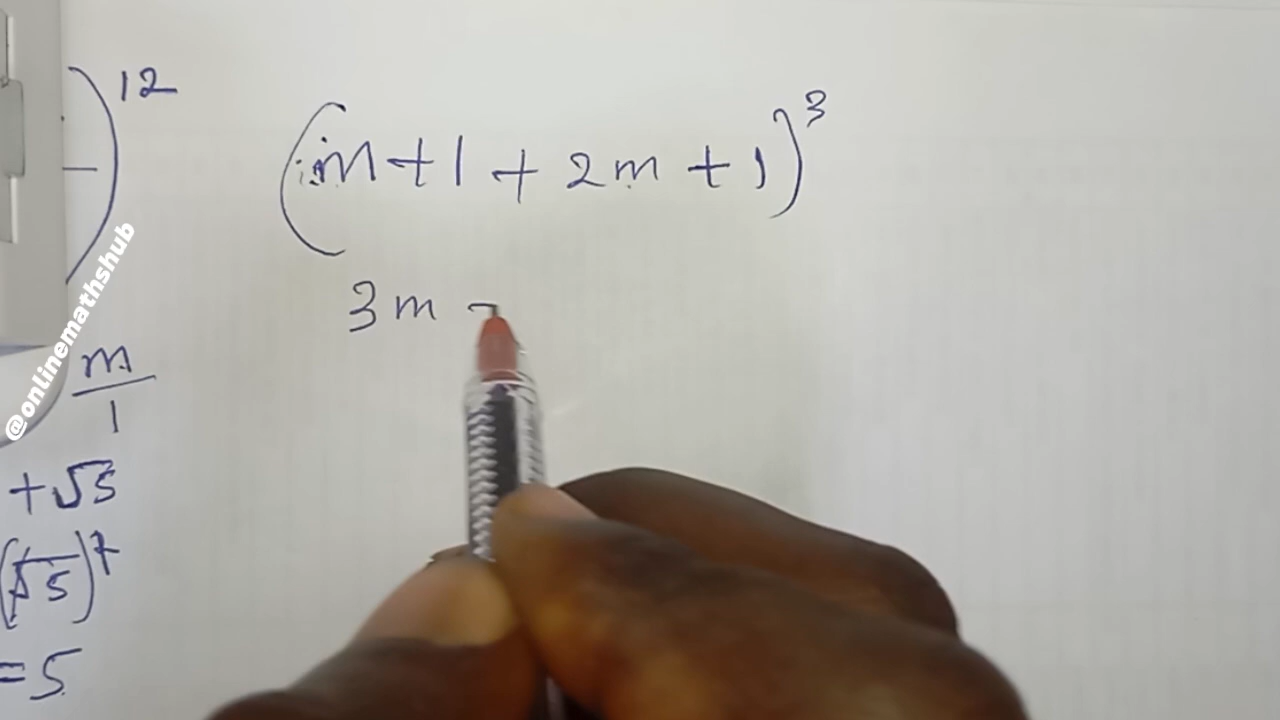 )^12
(m+1 + 2m + 1)^3
3m -
@onlinemathshub
m
1
+√5
(√5)^7
= 5